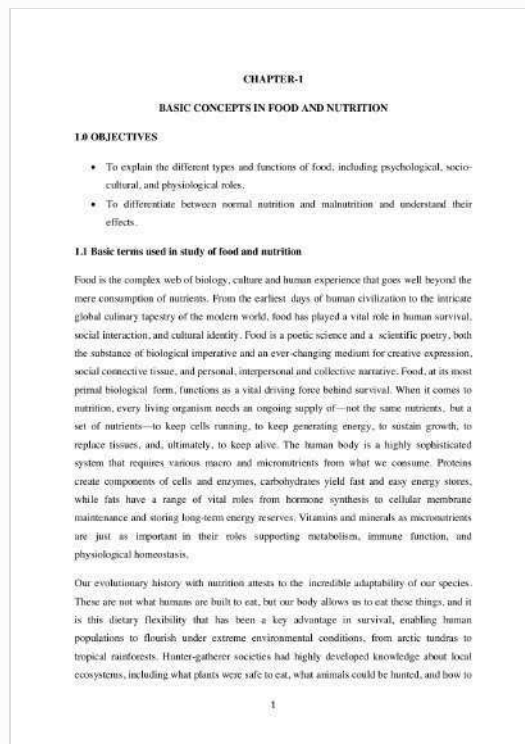 CHAPTER-1
BASIC CONCEPTS IN FOOD AND NUTRITION
1.0 OBJECTIVES
• To explain the different types and functions of food, including psychological, socio-
cultural, and physiological roles.
• To differentiate between normal nutrition and malnutrition and understand their
effects.
1.1 Basic terms used in study of food and nutrition
Food is the complex web of biology, culture and human experience that goes well beyond the
mere consumption of nutrients. From the earliest days of human civilization to the intricate
global culinary tapestry of the modern world, food has played a vital role in human survival,
social interaction, and cultural identity. Food is a poetic science and a scientific poetry, both
the substance of biological imperative and an ever-changing medium for creative expression,
social connective tissue, and personal, interpersonal and collective narrative. Food, at its most
primal biological form, functions as a vital driving force behind survival. When it comes to
nutrition, every living organism needs an ongoing supply of—not the same nutrients, but a
set of nutrients—to keep cells running, to keep generating energy, to sustain growth, to
replace tissues, and, ultimately, to keep alive. The human body is a highly sophisticated
system that requires various macro and micronutrients from what we consume. Proteins
create components of cells and enzymes, carbohydrates yield fast and easy energy stores,
while fats have a range of vital roles from hormone synthesis to cellular membrane
maintenance and storing long-term energy reserves. Vitamins and minerals as micronutrients
are just as important in their roles supporting metabolism, immune function, and
physiological homeostasis.
Our evolutionary history with nutrition attests to the incredible adaptability of our species.
These are not what humans are built to eat, but our body allows us to eat these things, and it
is this dietary flexibility that has been a key advantage in survival, enabling human
populations to flourish under extreme environmental conditions, from arctic tundras to
tropical rainforests. Hunter-gatherer societies had highly developed knowledge about local
ecosystems, including what plants were safe to eat, what animals could be hunted, and how to
1